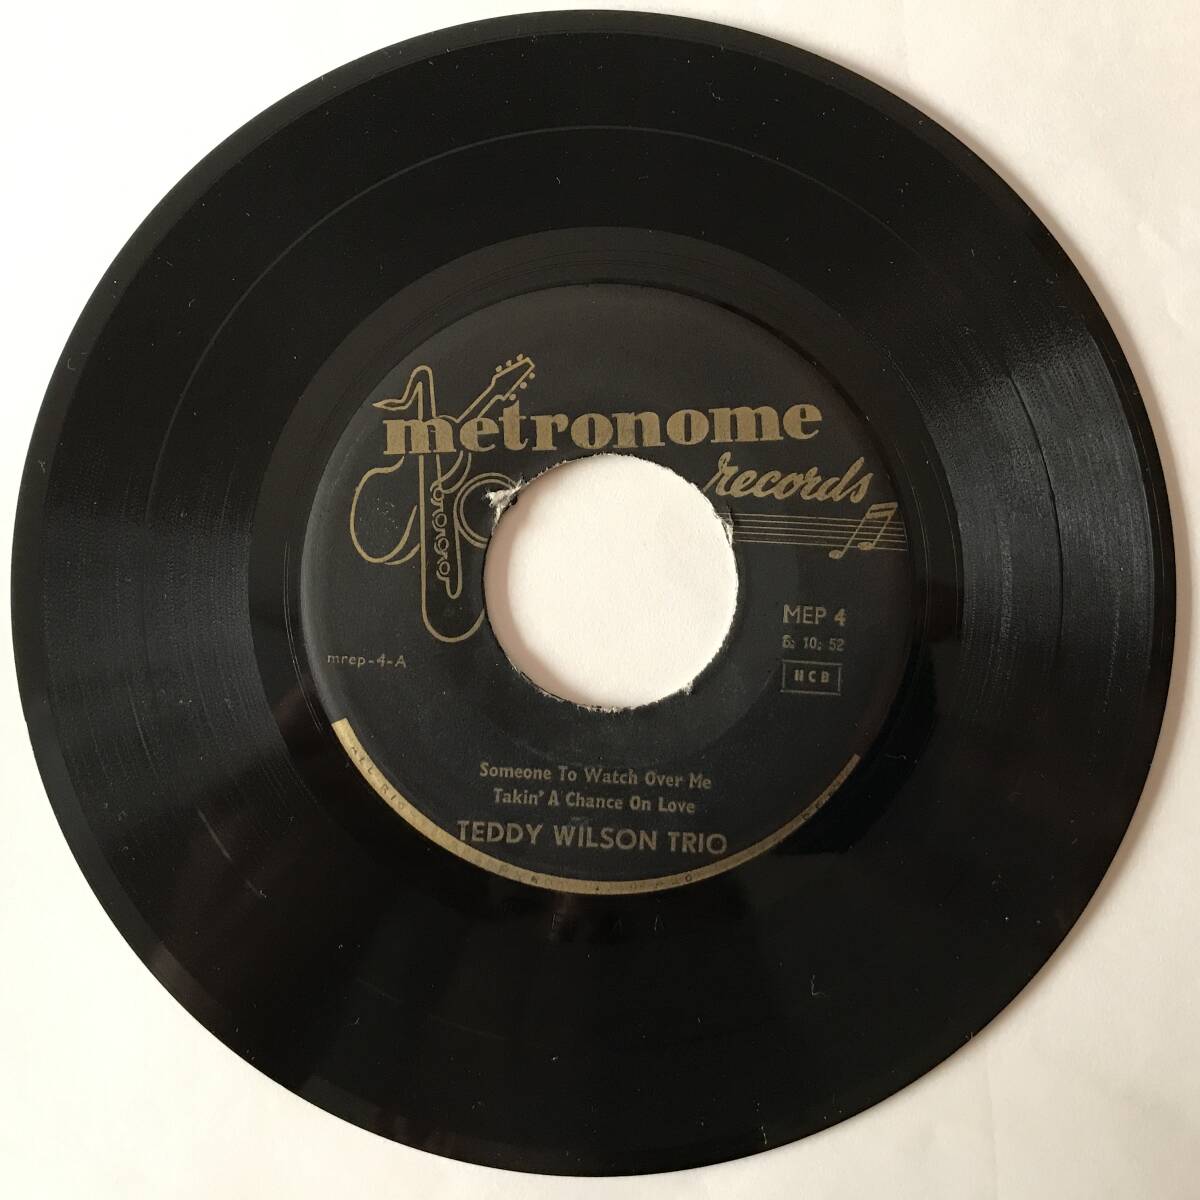 metronome
records
MEP 4
6: 10: 52
NCB
mrep-4-A
Someone To Watch Over Me
Takin' A Chance On Love
TEDDY WILSON TRIO